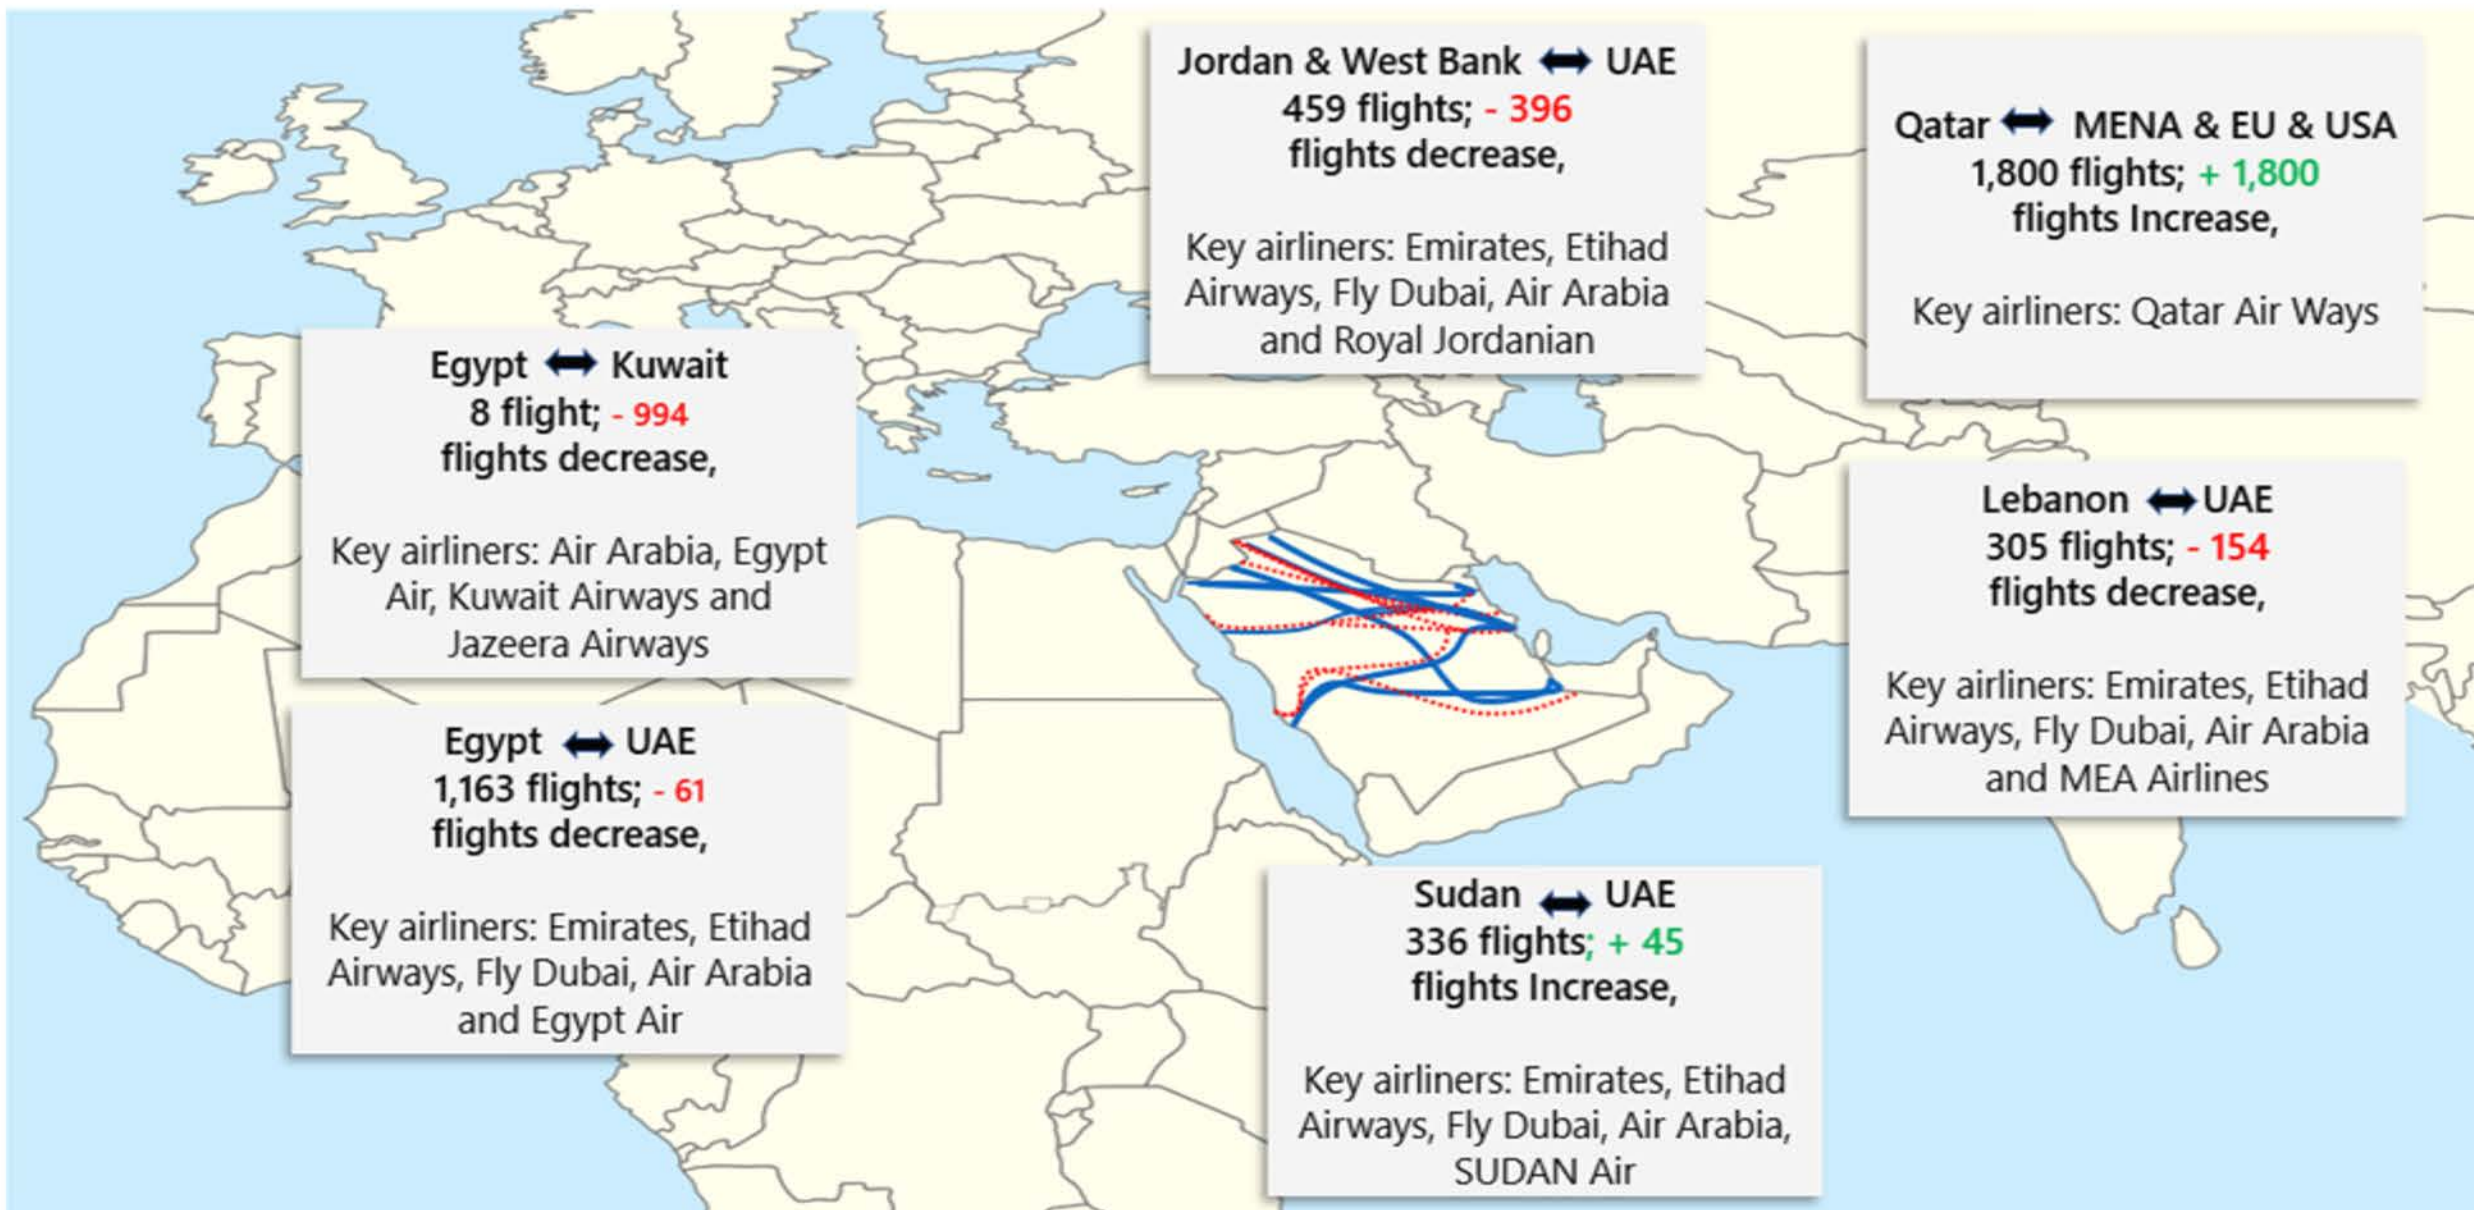 Jordan & West Bank UAE
459 flights; - 396
flights decrease,
Key airliners: Emirates, Etihad
Airways, Fly Dubai, Air Arabia
and Royal Jordanian
Qatar MENA & EU & USA
1,800 flights; + 1,800
flights Increase,
Key airliners: Qatar Air Ways
Egypt Kuwait
8 flight; - 994
flights decrease,
Key airliners: Air Arabia, Egypt
Air, Kuwait Airways and
Jazeera Airways
Lebanon UAE
305 flights; - 154
flights decrease,
Key airliners: Emirates, Etihad
Airways, Fly Dubai, Air Arabia
and MEA Airlines
Egypt UAE
1,163 flights; - 61
flights decrease,
Key airliners: Emirates, Etihad
Airways, Fly Dubai, Air Arabia
and Egypt Air
Sudan UAE
336 flights; + 45
flights Increase,
Key airliners: Emirates, Etihad
Airways, Fly Dubai, Air Arabia,
SUDAN Air